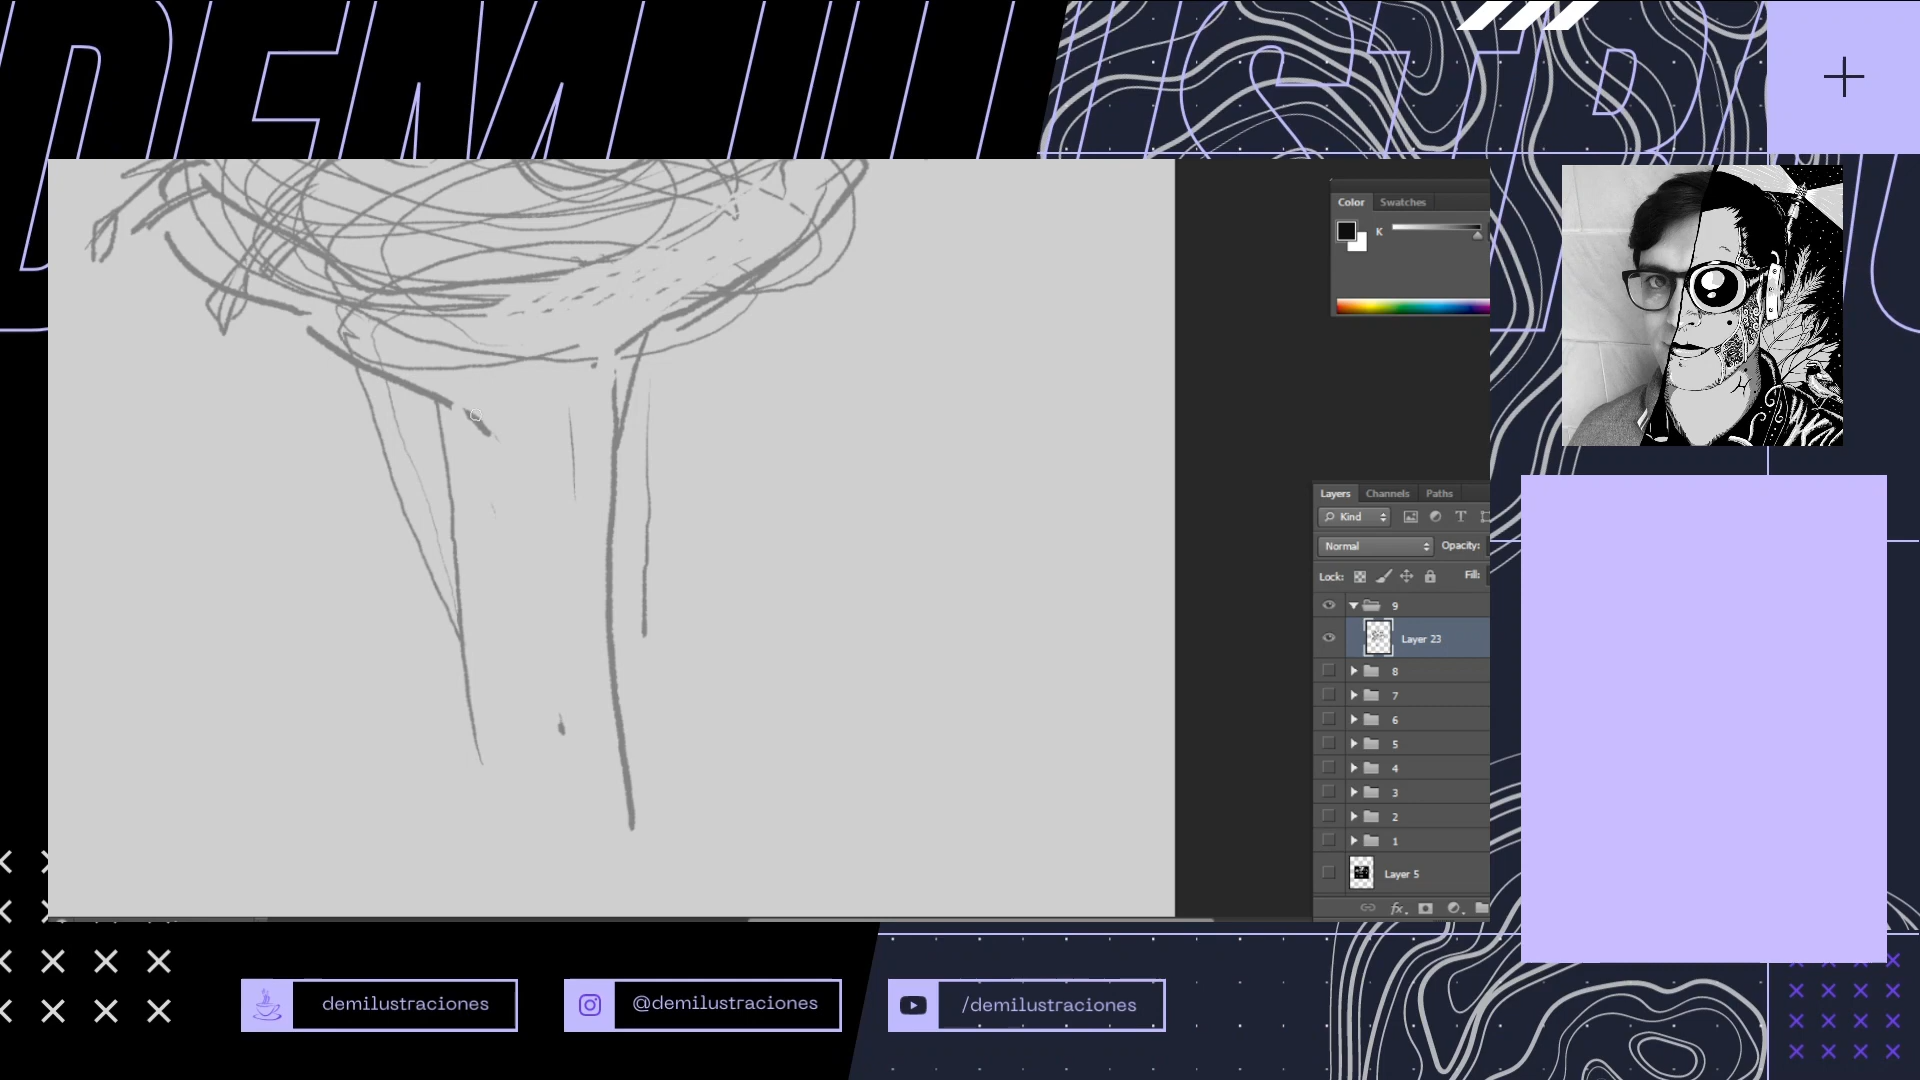 Color Swatches
K
Layers Channels Paths
Kind
Normal Opacity:
Lock: Fill:
9
Layer 23
8
7
6
5
4
3
2
1
Layer 5
fx
demilustraciones
@demilustraciones
/demilustraciones